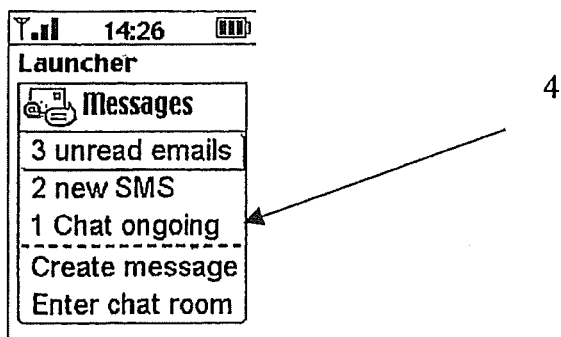 14:26
Launcher
@ Messages
3 unread emails
4
2 new SMS
1 Chat ongoing
Create message
Enter chat room